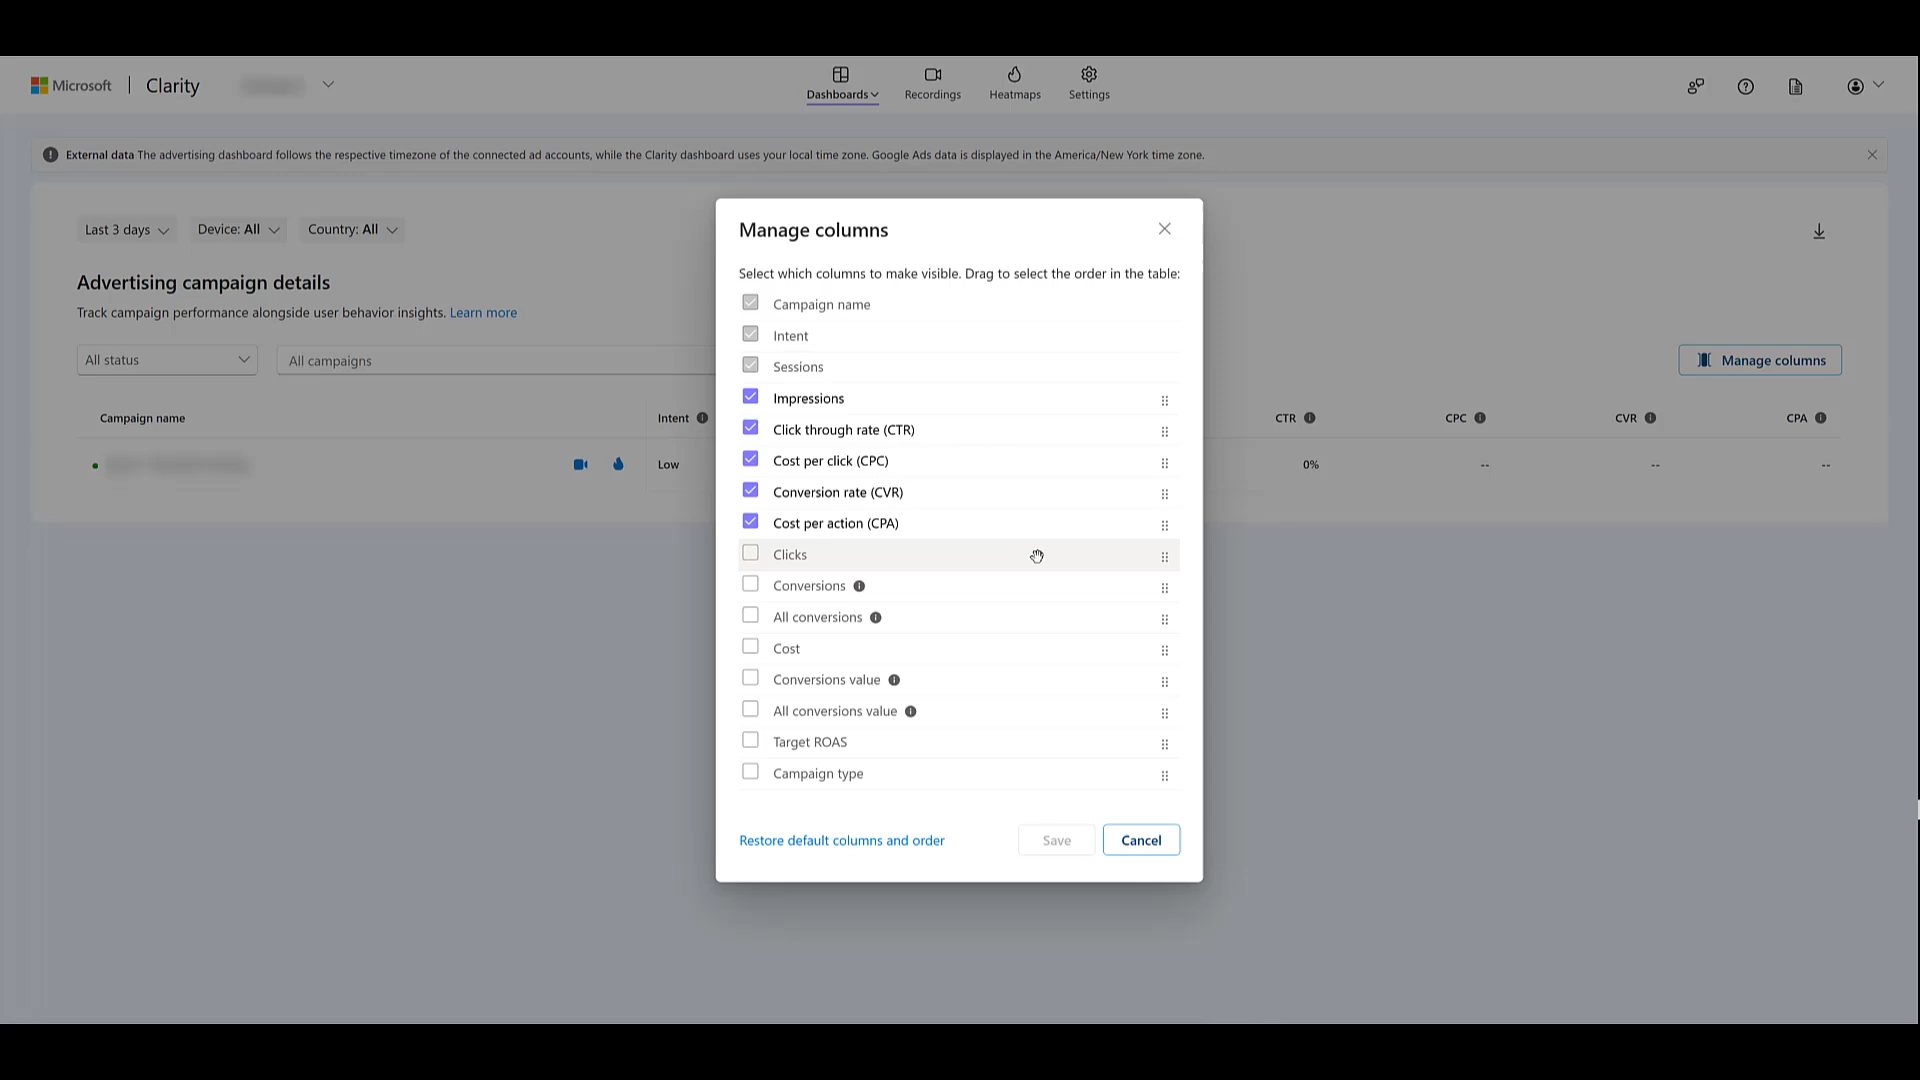 Microsoft | Clarity
Dashboards
Recordings
Heatmaps
Settings
External data The advertising dashboard follows the respective timezone of the connected ad accounts, while the Clarity dashboard uses your local time zone. Google Ads data is displayed in the America/New York time zone.
Last 3 days
Device: All
Country: All
Advertising campaign details
Track campaign performance alongside user behavior insights. Learn more
All status
All campaigns
Manage columns
Campaign name
Intent
CTR
CPC
CVR
CPA
Low
0%
--
--
--
Manage columns
Select which columns to make visible. Drag to select the order in the table:
Campaign name
Intent
Sessions
Impressions
Click through rate (CTR)
Cost per click (CPC)
Conversion rate (CVR)
Cost per action (CPA)
Clicks
Conversions
All conversions
Cost
Conversions value
All conversions value
Target ROAS
Campaign type
Restore default columns and order
Save
Cancel